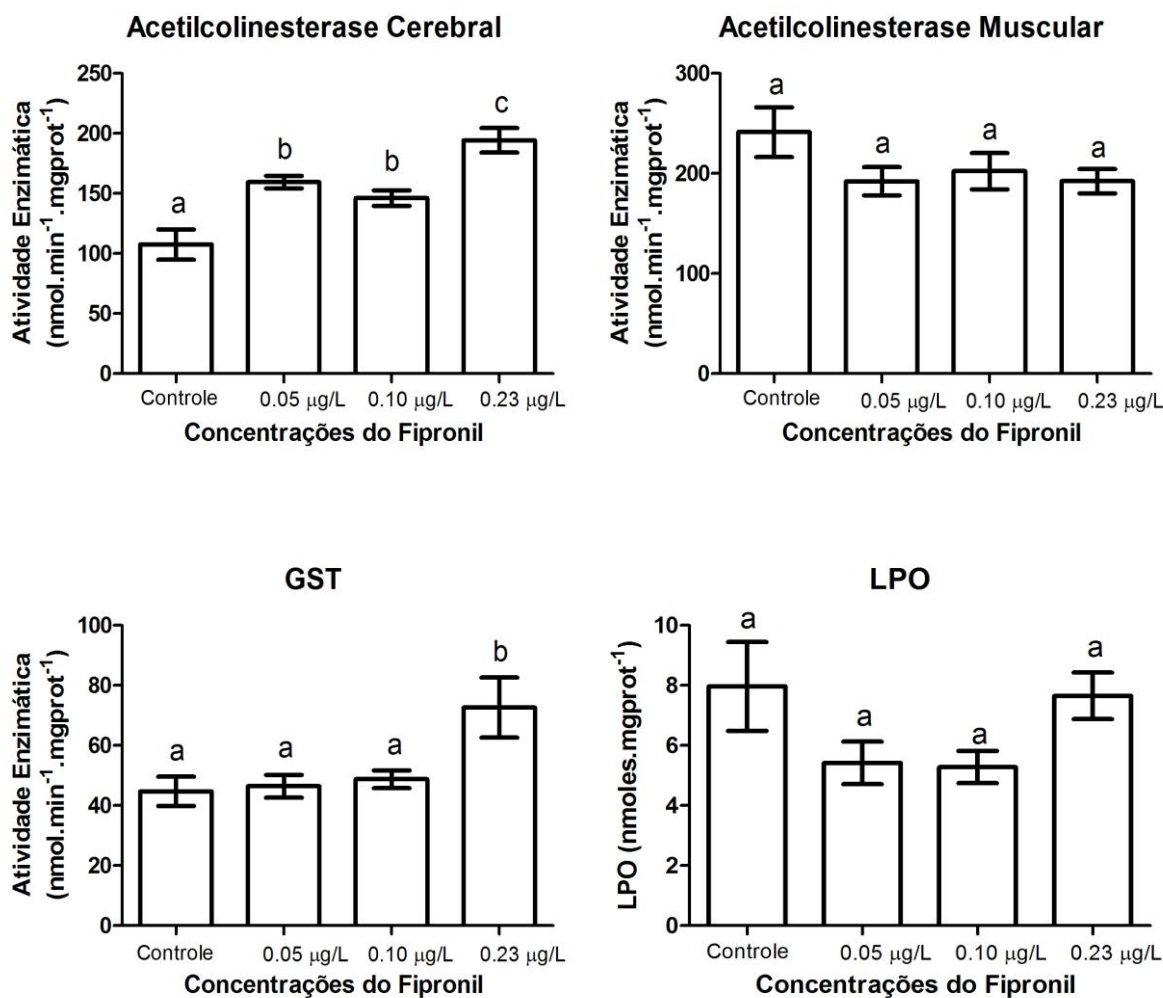 Acetilcolinesterase Cerebral
Atividade Enzimática
(nmol.min⁻¹.mgprot⁻¹)
250
200
150
100
50
0
a
b
b
c
Controle
0.05 µg/L
0.10 µg/L
0.23 µg/L
Concentrações do Fipronil
Acetilcolinesterase Muscular
Atividade Enzimática
(nmol.min⁻¹.mgprot⁻¹)
300
200
100
0
a
a
a
a
Controle
0.05 µg/L
0.10 µg/L
0.23 µg/L
Concentrações do Fipronil
GST
Atividade Enzimática
(nmol.min⁻¹.mgprot⁻¹)
100
80
60
40
20
0
a
a
a
b
Controle
0.05 µg/L
0.10 µg/L
0.23 µg/L
Concentrações do Fipronil
LPO
LPO (nmoles.mgprot⁻¹)
10
8
6
4
2
0
a
a
a
a
Controle
0.05 µg/L
0.10 µg/L
0.23 µg/L
Concentrações do Fipronil